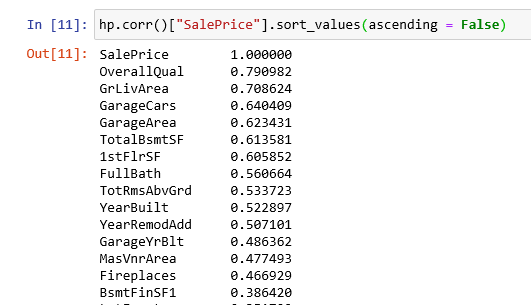 In [11]: hp.corr()["SalePrice"].sort_values(ascending = False)
Out[11]: SalePrice 1.000000
OverallQual 0.790982
GrLivArea 0.708624
GarageCars 0.640409
GarageArea 0.623431
TotalBsmtSF 0.613581
1stFlrSF 0.605852
FullBath 0.560664
TotRmsAbvGrd 0.533723
YearBuilt 0.522897
YearRemodAdd 0.507101
GarageYrBlt 0.486362
MasVnrArea 0.477493
Fireplaces 0.466929
BsmtFinSF1 0.386420